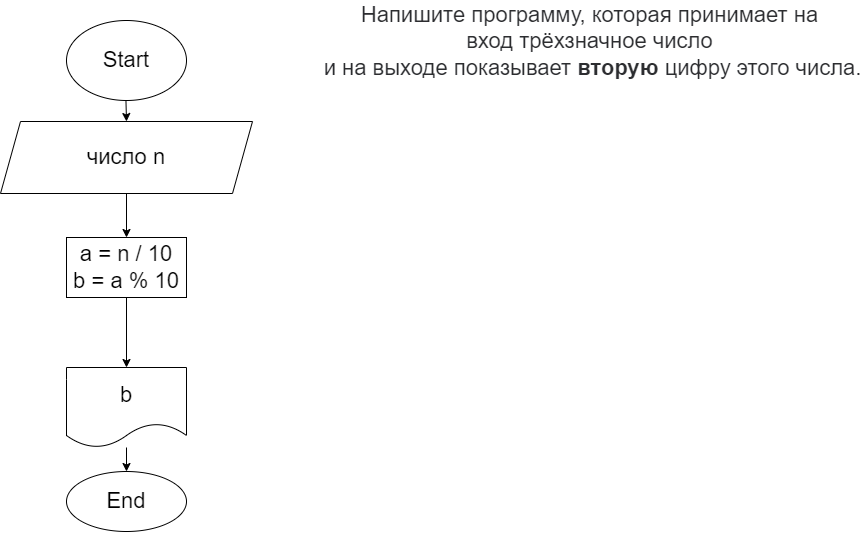 Напишите программу, которая принимает на
вход трёхзначное число
и на выходе показывает вторую цифру этого числа.
Start
число n
a = n / 10
b = a % 10
b
End